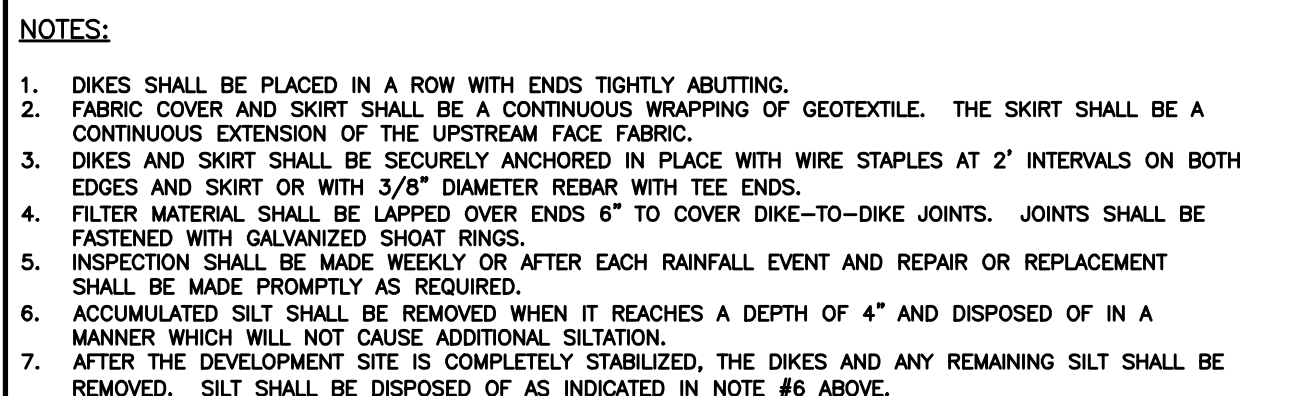 NOTES:
1. DIKES SHALL BE PLACED IN A ROW WITH ENDS TIGHTLY ABUTTING.
2. FABRIC COVER AND SKIRT SHALL BE A CONTINUOUS WRAPPING OF GEOTEXTILE. THE SKIRT SHALL BE A
CONTINUOUS EXTENSION OF THE UPSTREAM FACE FABRIC.
3. DIKES AND SKIRT SHALL BE SECURELY ANCHORED IN PLACE WITH WIRE STAPLES AT 2' INTERVALS ON BOTH
EDGES AND SKIRT OR WITH 3/8" DIAMETER REBAR WITH TEE ENDS.
4. FILTER MATERIAL SHALL BE LAPPED OVER ENDS 6" TO COVER DIKE-TO-DIKE JOINTS. JOINTS SHALL BE
FASTENED WITH GALVANIZED SHOAT RINGS.
5. INSPECTION SHALL BE MADE WEEKLY OR AFTER EACH RAINFALL EVENT AND REPAIR OR REPLACEMENT
SHALL BE MADE PROMPTLY AS REQUIRED.
6. ACCUMULATED SILT SHALL BE REMOVED WHEN IT REACHES A DEPTH OF 4" AND DISPOSED OF IN A
MANNER WHICH WILL NOT CAUSE ADDITIONAL SILTATION.
7. AFTER THE DEVELOPMENT SITE IS COMPLETELY STABILIZED, THE DIKES AND ANY REMAINING SILT SHALL BE
REMOVED. SILT SHALL BE DISPOSED OF AS INDICATED IN NOTE #6 ABOVE.